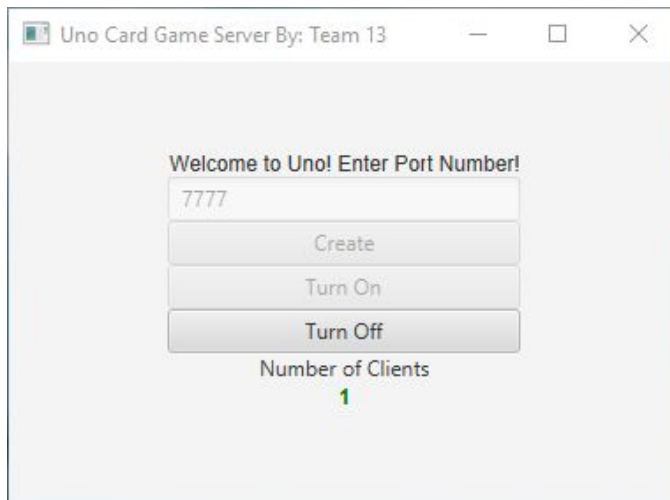 Uno Card Game Server By: Team 13
Welcome to Uno! Enter Port Number!
7777
Create
Turn On
Turn Off
Number of Clients
1